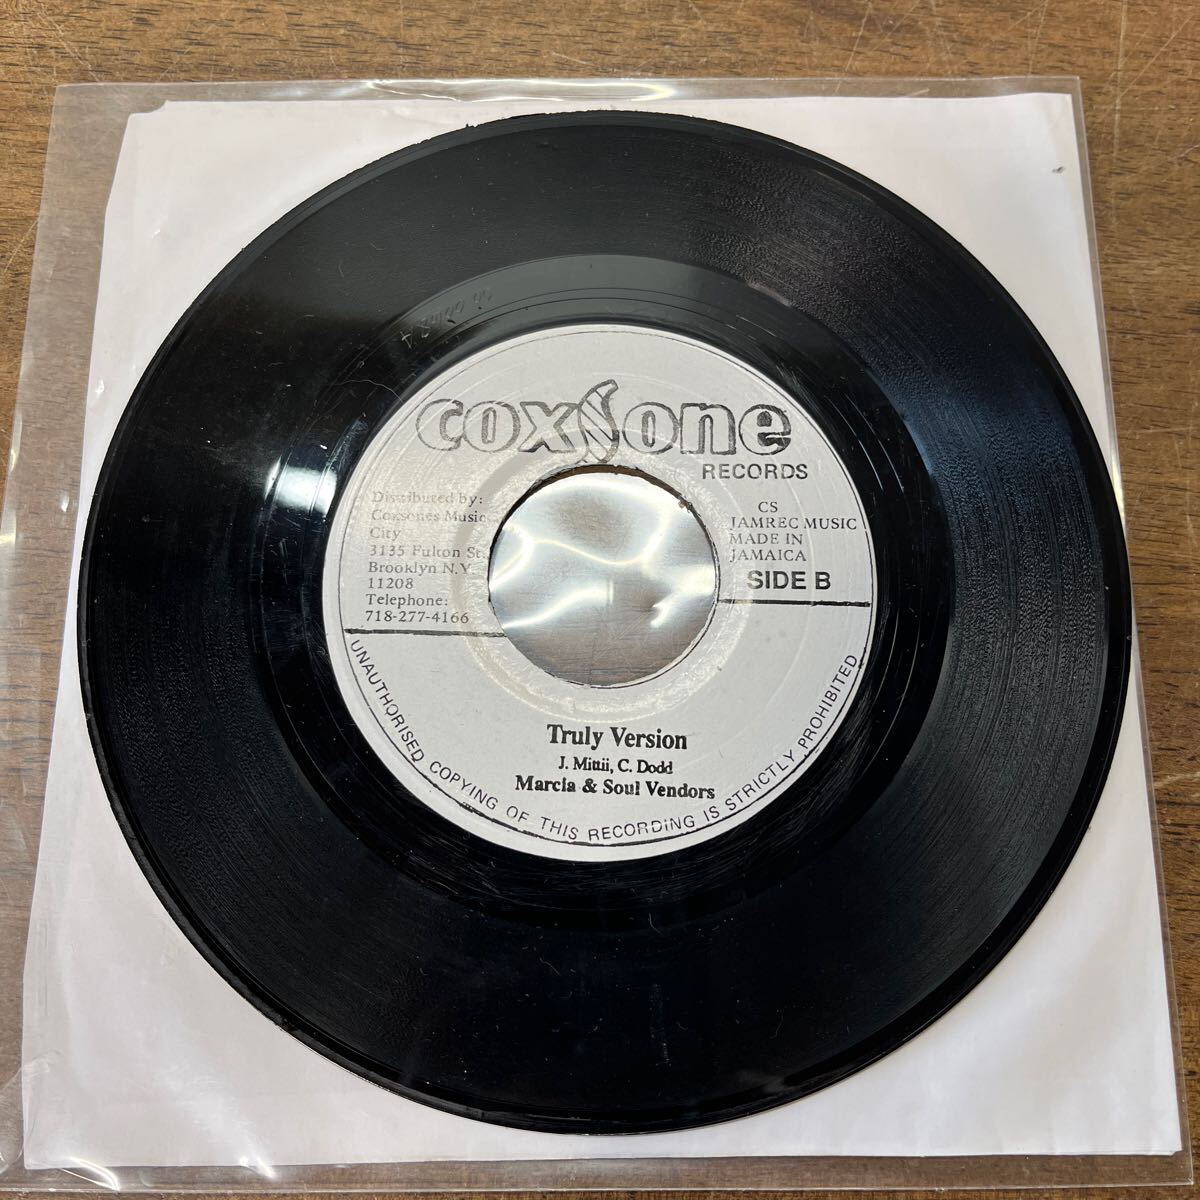 coxsone
RECORDS
Distributed by:
Coxsones Music
City
3135 Fulton St.
Brooklyn N.Y.
11208
Telephone:
718-277-4166
CS
JAMREC MUSIC
MADE IN
JAMAICA
SIDE B
Truly Version
J. Mittii, C. Dodd
Marcia & Soul Vendors
UNAUTHORISED COPYING OF THIS RECORDING IS STRICTLY PROHIBITED